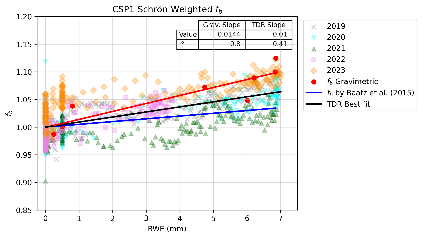 CSP1 Schrön Weighted fb
Grav. Slope TDR Slope
Value 0.0144 0.01
r² 0.8 0.41
1.20
1.15
1.10
1.05
1.00
0.95
0.90
0.85
fb
0 1 2 3 4 5 6 7
BWE (mm)
2019
2020
2021
2022
2023
fb Gravimetric
fb by Baatz et al. (2015)
TDR Best fit